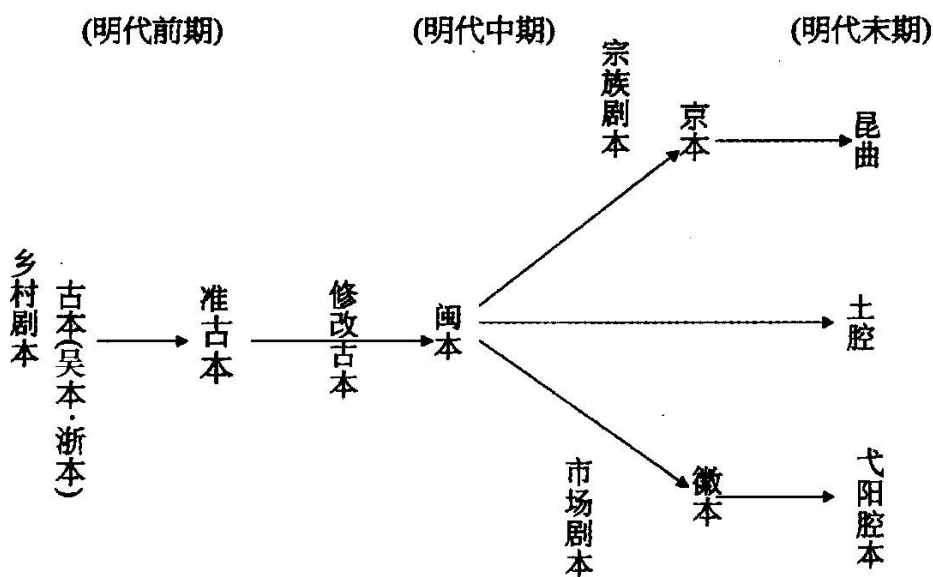 (明代前期)
(明代中期)
(明代末期)
乡村剧本
古本(吴本·浙本)
准古本
修改古本
闽本
宗族剧本
京本
昆曲
土腔
市场剧本
徽本
弋阳腔本